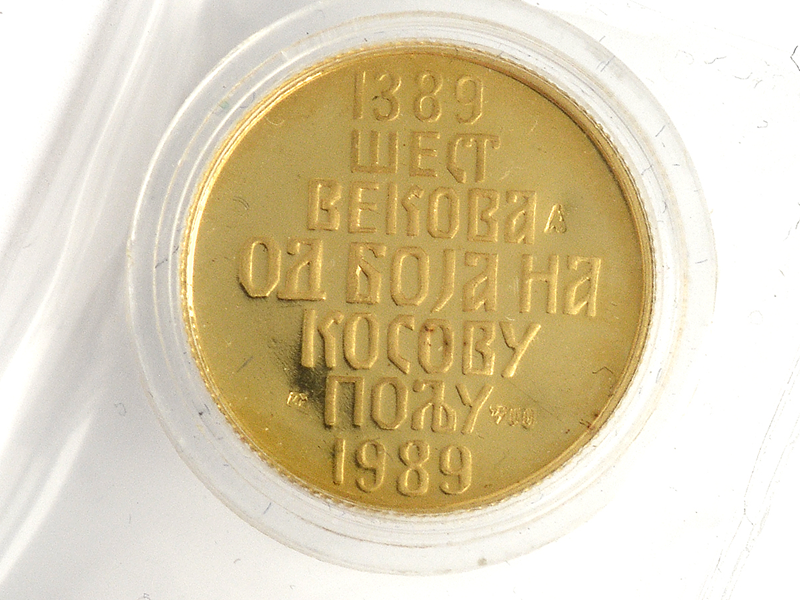 1389
ШЕСТ
ВЕКОВА
ОД БОЈА НА
КОСОВУ
ПОЉУ
1989